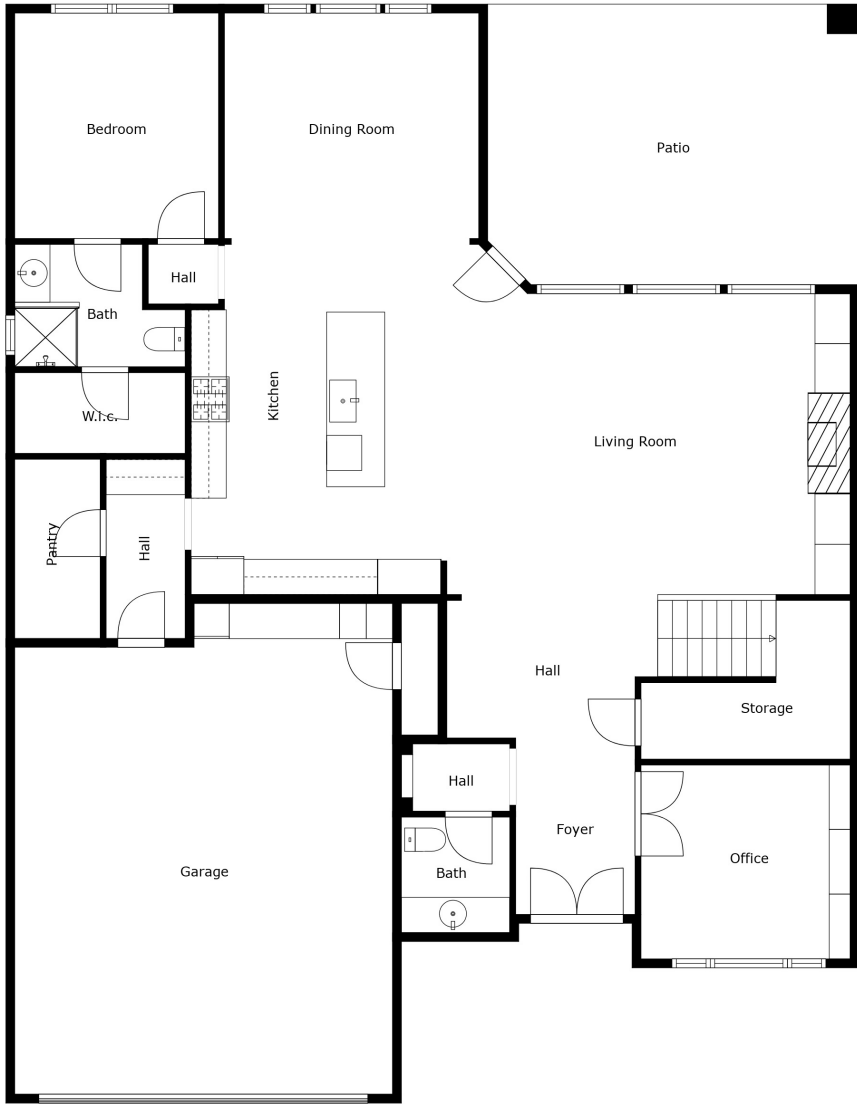 Bedroom
Dining Room
Patio
Hall
Bath
W.I.c.
Kitchen
Living Room
Pantry
Hall
Hall
Storage
Hall
Foyer
Office
Garage
Bath